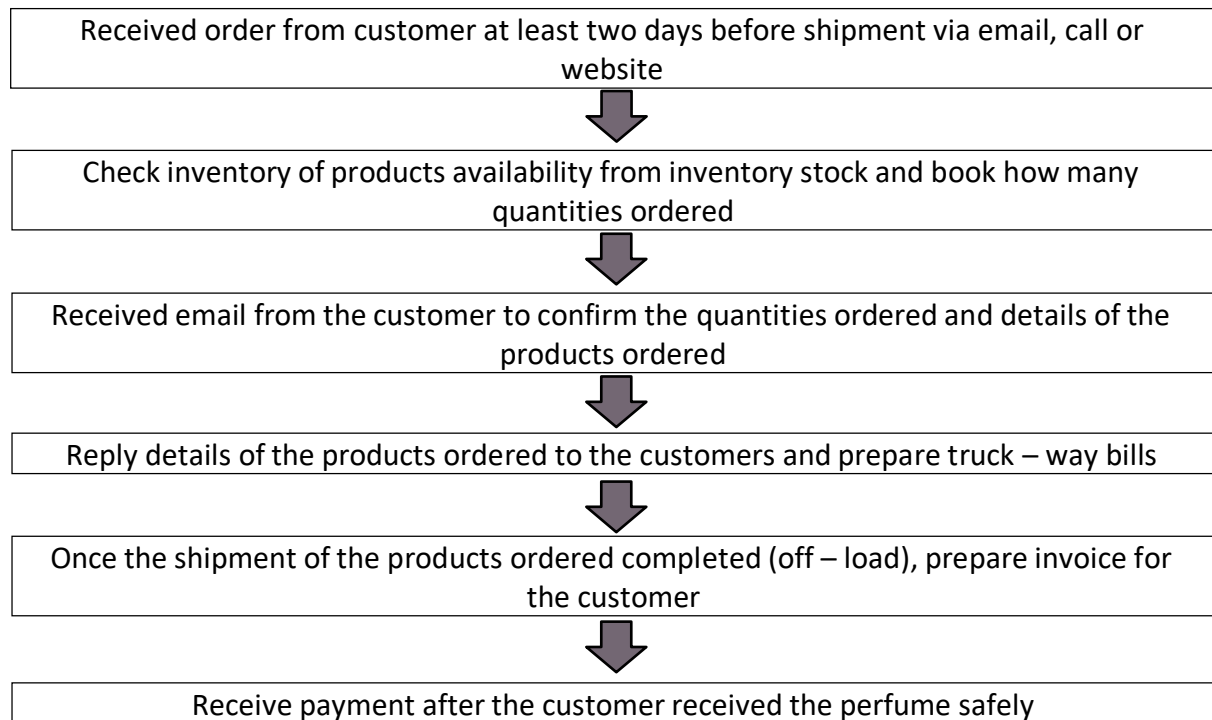 Received order from customer at least two days before shipment via email, call or
website
Check inventory of products availability from inventory stock and book how many
quantities ordered
Received email from the customer to confirm the quantities ordered and details of the
products ordered
Reply details of the products ordered to the customers and prepare truck – way bills
Once the shipment of the products ordered completed (off – load), prepare invoice for
the customer
Receive payment after the customer received the perfume safely